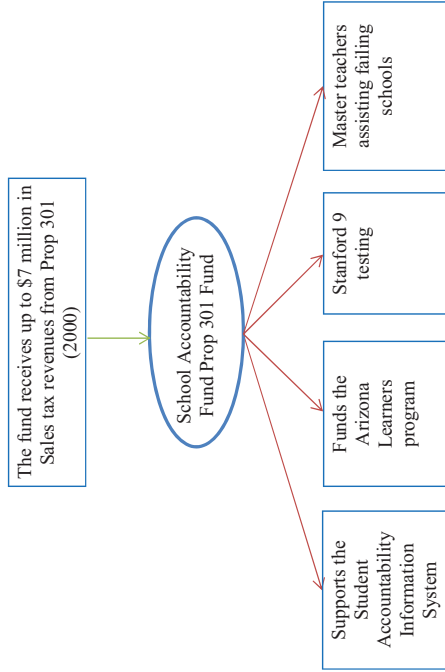 The fund receives up to $7 million in
Sales tax revenues from Prop 301
(2000)
School Accountability
Fund Prop 301 Fund
Supports the
Student
Accountability
Information
System
Funds the
Arizona
Learners
program
Stanford 9
testing
Master teachers
assisting failing
schools